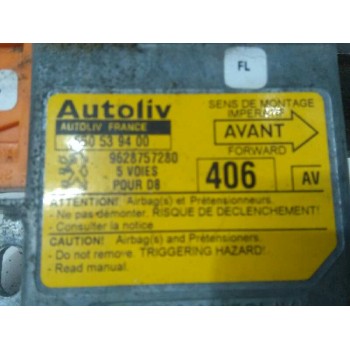 FL
Autoliv
SENS DE MONTAGE
IMPERATIF
AUTOLIV FRANCE
50 53 94 00
AVANT
FORWARD
9628757280
5 VOIES
POUR D8
406
AV
ATTENTION! Airbag(s) et Prétensionneurs.
- Ne pas démonter. RISQUE DE DECLENCHEMENT!
- Consulter la notice
CAUTION! Airbag(s) and Pretensioners.
- Do not remove. TRIGGERING HAZARD!
- Read manual.